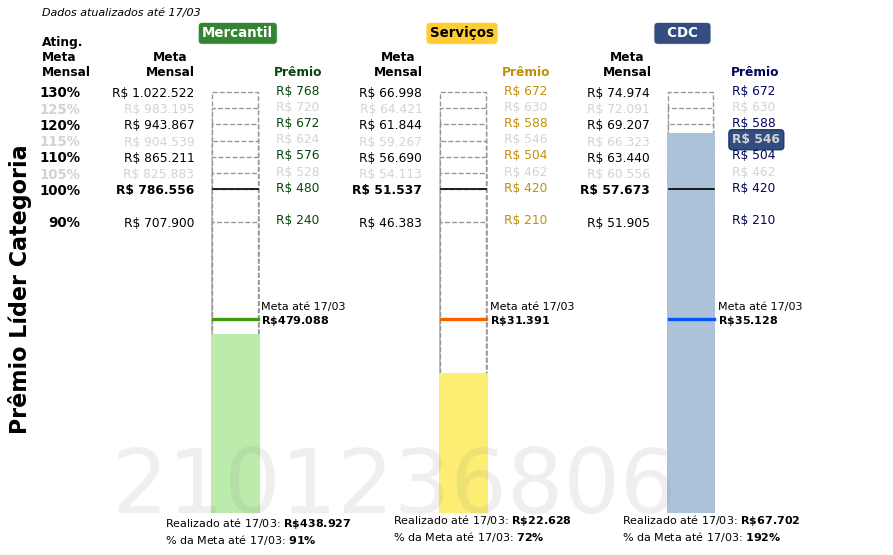 Dados atualizados até 17/03
Mercantil Serviços CDC
Ating.
Meta Meta Meta Meta
Mensal Mensal Prêmio Mensal Prêmio Mensal Prêmio
130% R$ 1.022.522 R$ 768 R$ 66.998 R$ 672 R$ 74.974 R$ 672
125% R$ 983.195 R$ 720 R$ 64.421 R$ 630 R$ 72.091 R$ 630
120% R$ 943.867 R$ 672 R$ 61.844 R$ 588 R$ 69.207 R$ 588
115% R$ 904.539 R$ 624 R$ 59.267 R$ 546 R$ 66.323 R$ 546
110% R$ 865.211 R$ 576 R$ 56.690 R$ 504 R$ 63.440 R$ 504
105% R$ 825.883 R$ 528 R$ 54.113 R$ 462 R$ 60.556 R$ 462
100% R$ 786.556 R$ 480 R$ 51.537 R$ 420 R$ 57.673 R$ 420
90% R$ 707.900 R$ 240 R$ 46.383 R$ 210 R$ 51.905 R$ 210
Prêmio Líder Categoria
Meta até 17/03 Meta até 17/03 Meta até 17/03
R$479.088 R$31.391 R$35.128
2101236806
Realizado até 17/03: R$438.927 Realizado até 17/03: R$22.628 Realizado até 17/03: R$67.702
% da Meta até 17/03: 91% % da Meta até 17/03: 72% % da Meta até 17/03: 192%